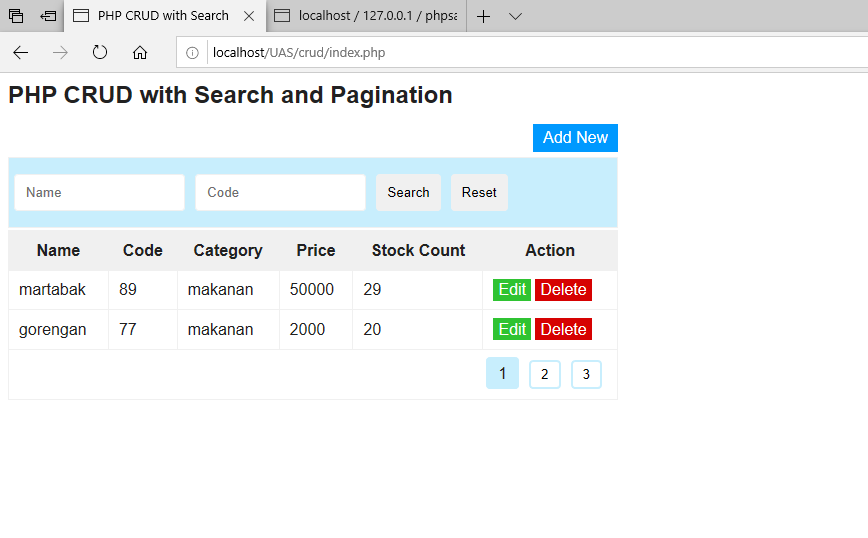 PHP CRUD with Search localhost / 127.0.0.1 / phpsa
localhost/UAS/crud/index.php
PHP CRUD with Search and Pagination
Add New
Name Code Search Reset
Name Code Category Price Stock Count Action
martabak 89 makanan 50000 29 Edit Delete
gorengan 77 makanan 2000 20 Edit Delete
1 2 3